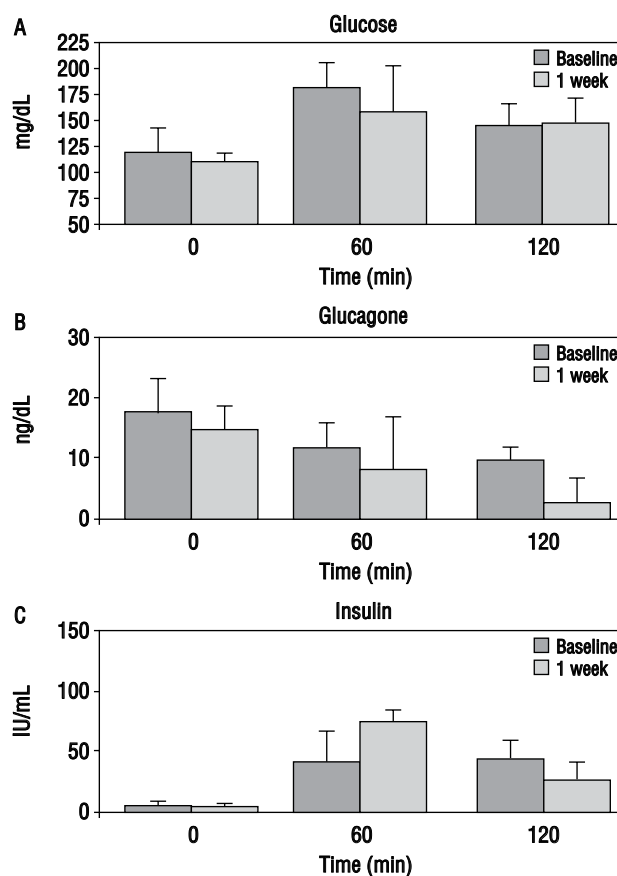 A
Glucose
225
200
175
150
125
100
75
50
mg/dL
Baseline
1 week
0 60 120
Time (min)
B
Glucagone
30
20
10
0
ng/dL
Baseline
1 week
0 60 120
Time (min)
C
Insulin
150
100
50
0
IU/mL
Baseline
1 week
0 60 120
Time (min)